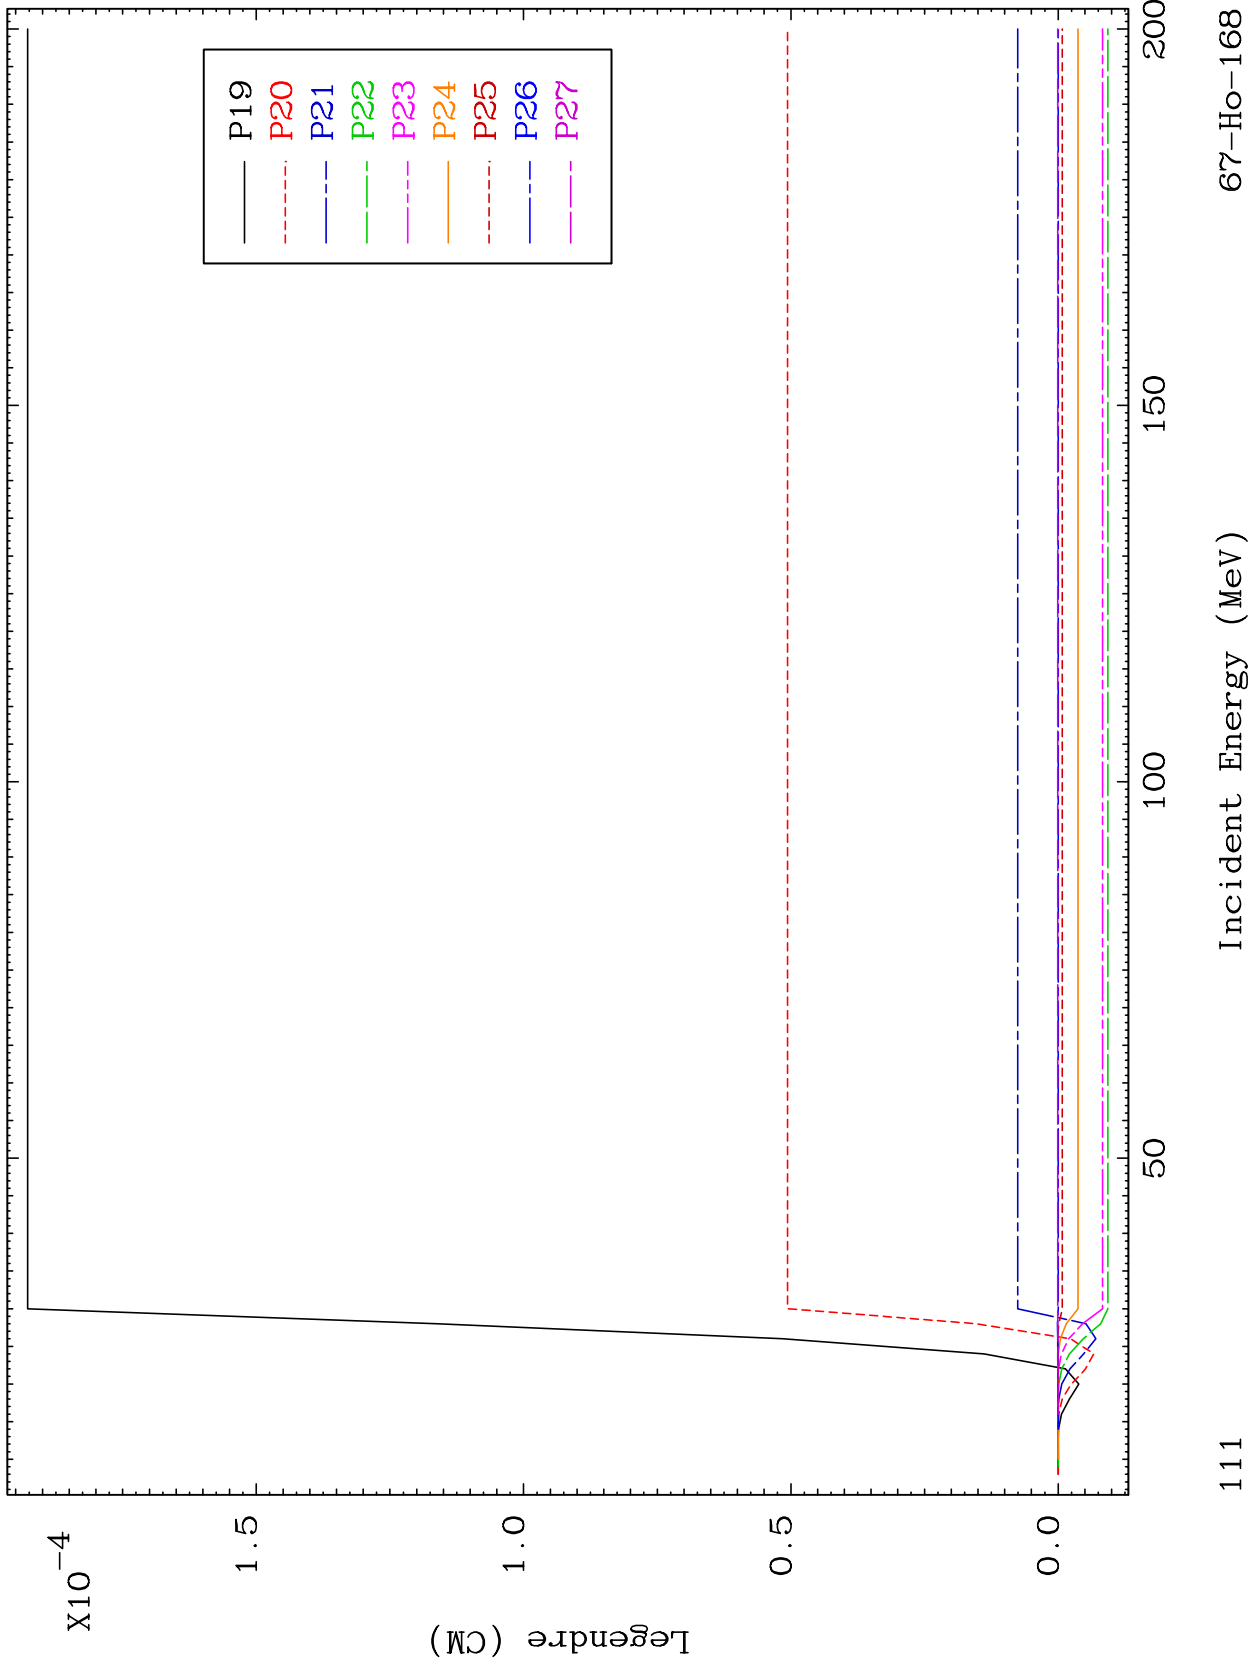 X10-4
1.5
1.0
0.5
0.0
Legendre (CM)
P19
P20
P21
P22
P23
P24
P25
P26
P27
50
100
150
200
Incident Energy (MeV)
111
67-Ho-168